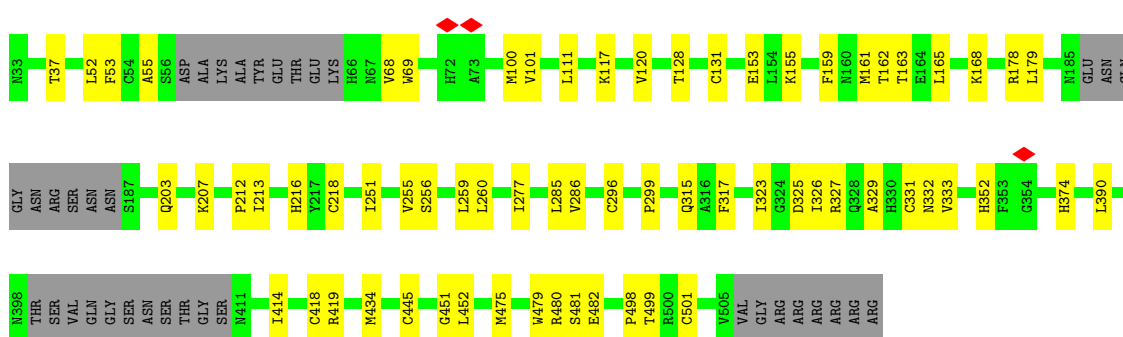 N33 T37 L52 F53 C54 A55 S56 ASP ALA LYS ALA TYR GLU THR GLU LYS H66 N67 V68 W69 H72 A73 M100 V101 L111 K117 V120 T128 C131 E153 L154 K155 F159 N160 M161 T162 T163 E164 L165 K168 R178 L179 N185 GLU ASN
GLY ASN ARG SER ASN ASN S187 Q203 K207 P212 I213 H216 Y217 C218 I251 V255 S256 L259 L260 I277 L285 V286 C296 P299 Q315 A316 F317 I323 G324 D325 I326 R327 Q328 A329 H330 C331 N332 V333 H352 F353 G354 H374 L390
N398 THR SER VAL GLN GLY SER ASN SER THR GLY SER N411 I414 C418 R419 M434 C445 G451 L452 M475 W479 R480 S481 E482 P498 T499 R500 C501 V505 VAL GLY ARG ARG ARG ARG ARG ARG